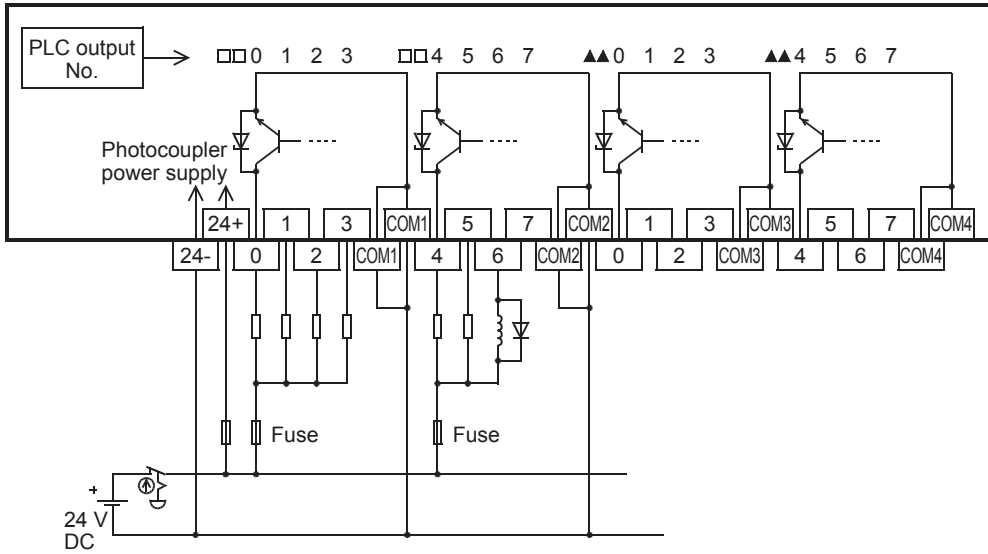 PLC output
No.
□□0 1 2 3 □□4 5 6 7 ▲▲0 1 2 3 ▲▲4 5 6 7
Photocoupler
power supply
24+ 1 3 COM1 5 7 COM2 1 3 COM3 5 7 COM4
24- 0 2 COM1 4 6 COM2 0 2 COM3 4 6 COM4
Fuse Fuse
+
24 V
DC